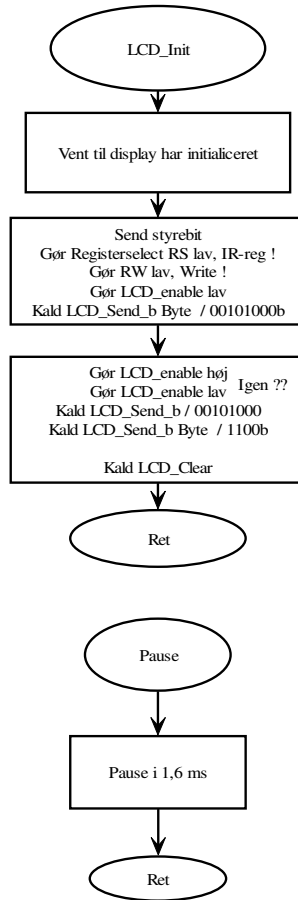 LCD_Init
Vent til display har initialiceret
Send styrebit
Gør Registerselect RS lav, IR-reg !
Gør RW lav, Write !
Gør LCD_enable lav
Kald LCD_Send_b Byte / 00101000b
Gør LCD_enable høj
Gør LCD_enable lav
Igen ??
Kald LCD_Send_b / 00101000
Kald LCD_Send_b Byte / 1100b
Kald LCD_Clear
Ret
Pause
Pause i 1,6 ms
Ret